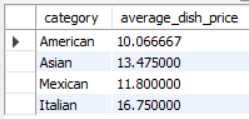 category average_dish_price
American 10.066667
Asian 13.475000
Mexican 11.800000
Italian 16.750000